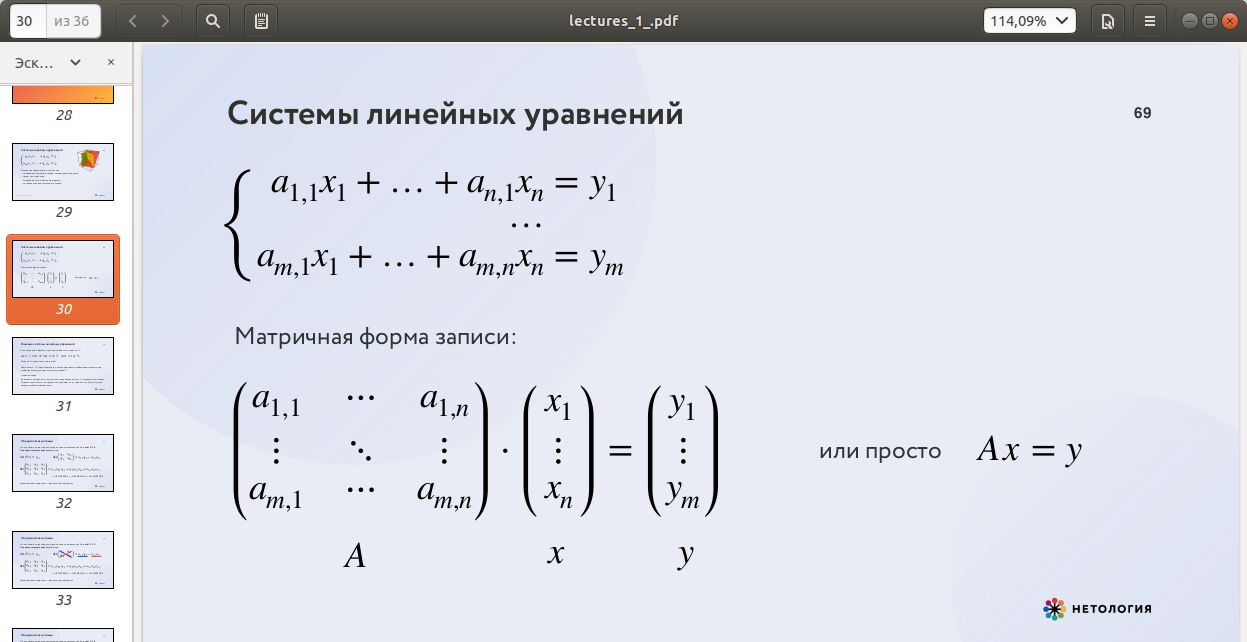 30 из 36
lectures_1_.pdf
114,09%
Эск...
28
29
30
31
32
33
Системы линейных уравнений
69
a1,1x1 + … + an,1xn = y1
…
am,1x1 + … + am,nxn = ym
Матричная форма записи:
a1,1 ⋯ a1,n x1 y1
⋮ ⋱ ⋮ · ⋮ = ⋮ или просто Ax = y
am,1 ⋯ am,n xn ym
A x y
НЕТОЛОГИЯ